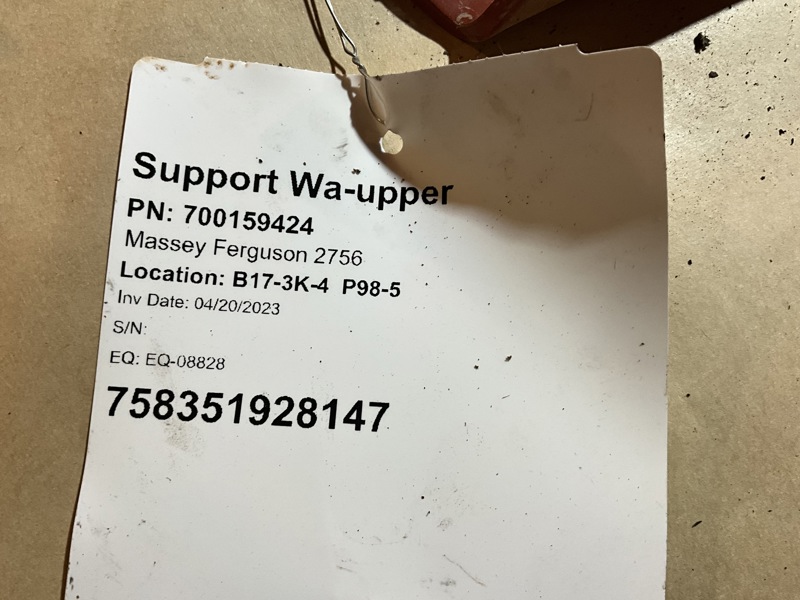 Support Wa-upper
PN: 700159424
Massey Ferguson 2756
Location: B17-3K-4 P98-5
Inv Date: 04/20/2023
S/N:
EQ: EQ-08828
758351928147